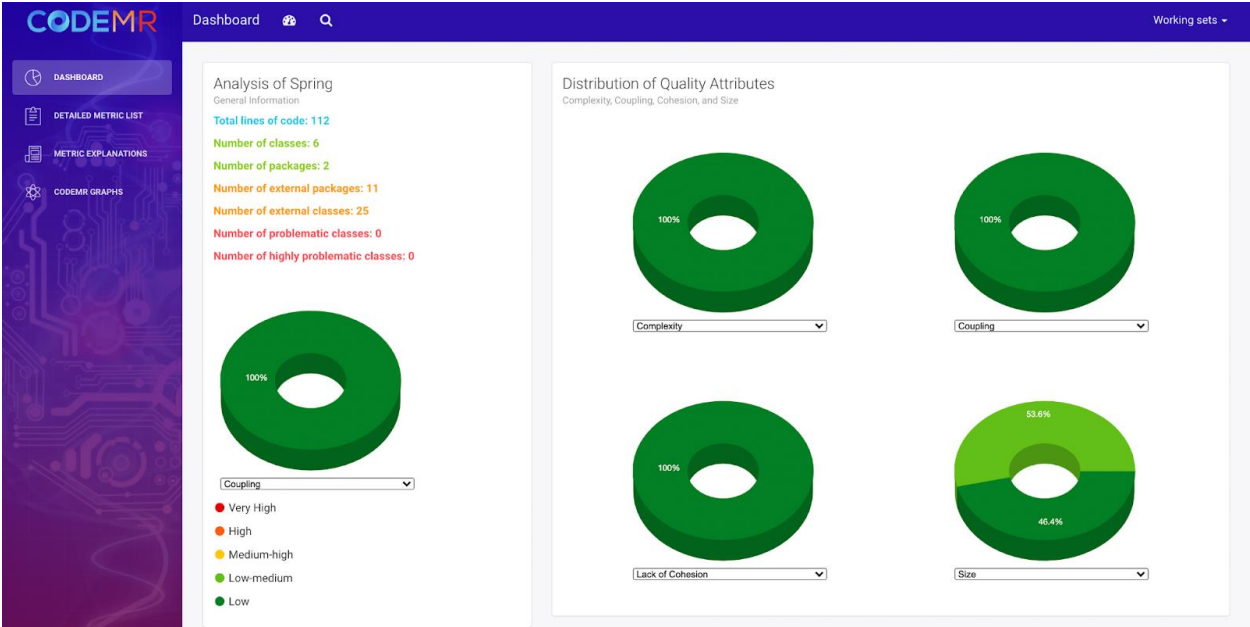 CODEMR
Dashboard
Working sets
DASHBOARD
DETAILED METRIC LIST
METRIC EXPLANATIONS
CODEMR GRAPHS
Analysis of Spring
General Information
Total lines of code: 112
Number of classes: 6
Number of packages: 2
Number of external packages: 11
Number of external classes: 25
Number of problematic classes: 0
Number of highly problematic classes: 0
100%
Coupling
Very High
High
Medium-high
Low-medium
Low
Distribution of Quality Attributes
Complexity, Coupling, Cohesion, and Size
100%
Complexity
100%
Coupling
100%
Lack of Cohesion
53.6%
46.4%
Size